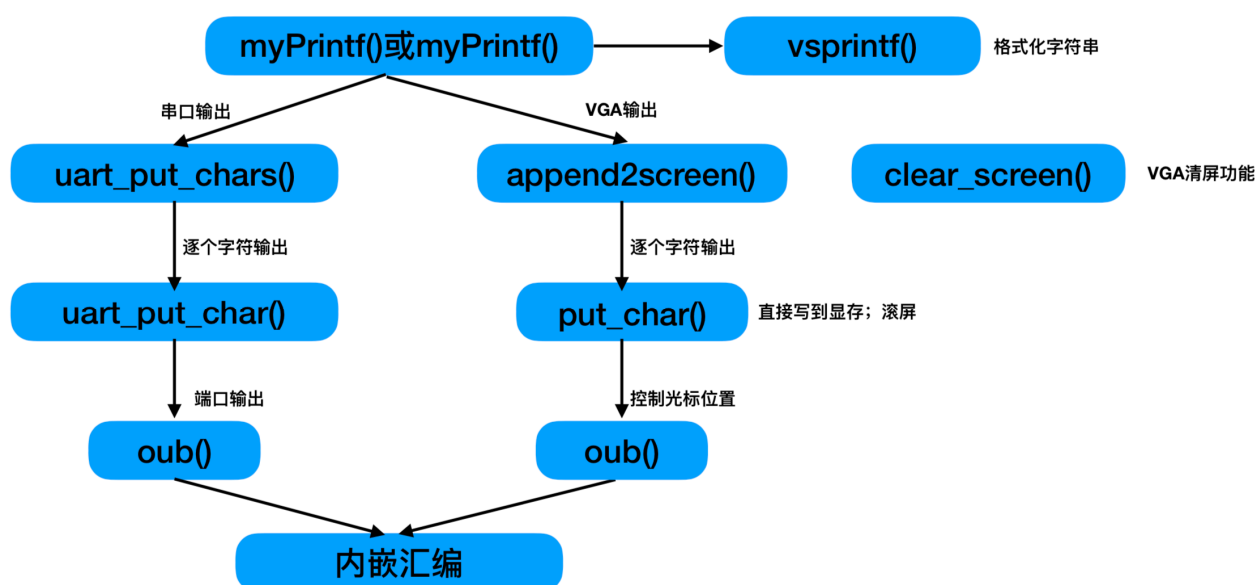 myPrintf()或myPrintf()
vsprintf()
格式化字符串
串口输出
VGA输出
uart_put_chars()
append2screen()
clear_screen()
VGA清屏功能
逐个字符输出
逐个字符输出
uart_put_char()
put_char()
直接写到显存；滚屏
端口输出
控制光标位置
oub()
oub()
内嵌汇编